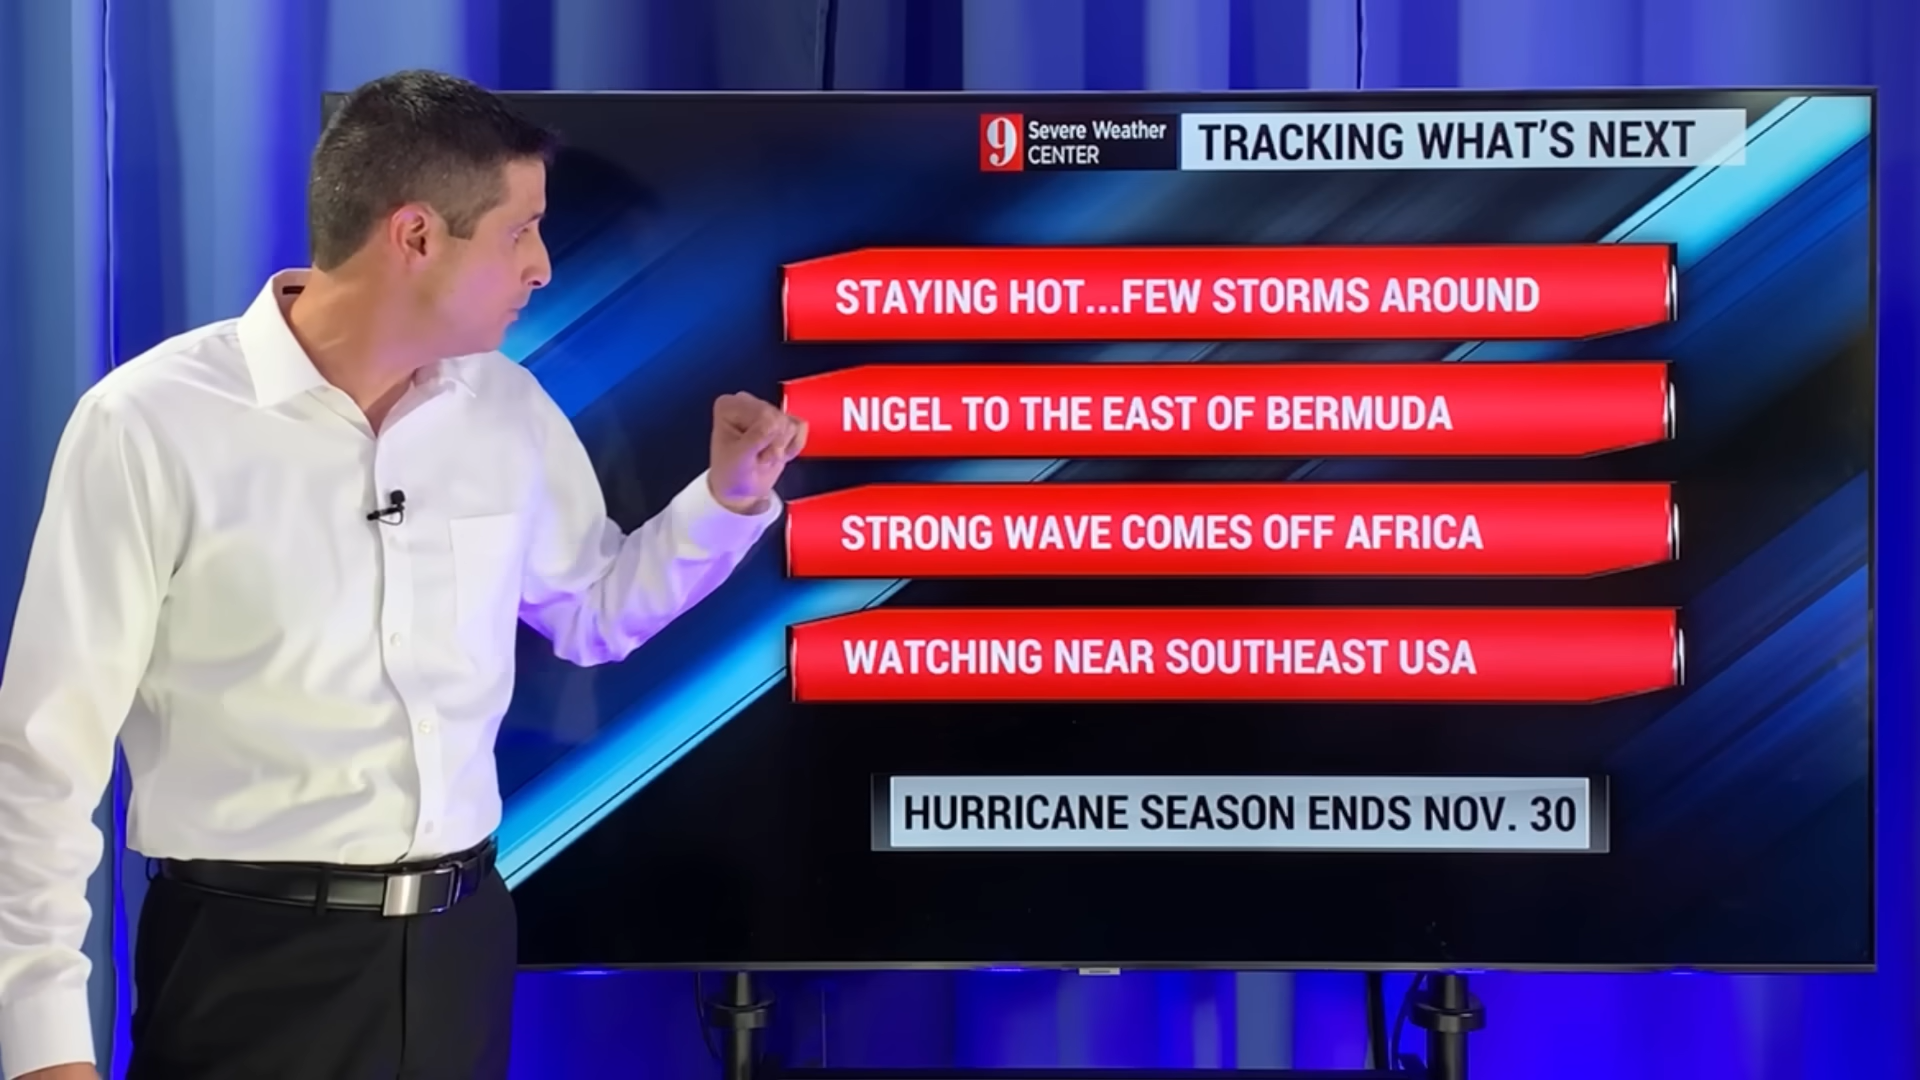 9 Severe Weather
CENTER
TRACKING WHAT'S NEXT
STAYING HOT...FEW STORMS AROUND
NIGEL TO THE EAST OF BERMUDA
STRONG WAVE COMES OFF AFRICA
WATCHING NEAR SOUTHEAST USA
HURRICANE SEASON ENDS NOV. 30